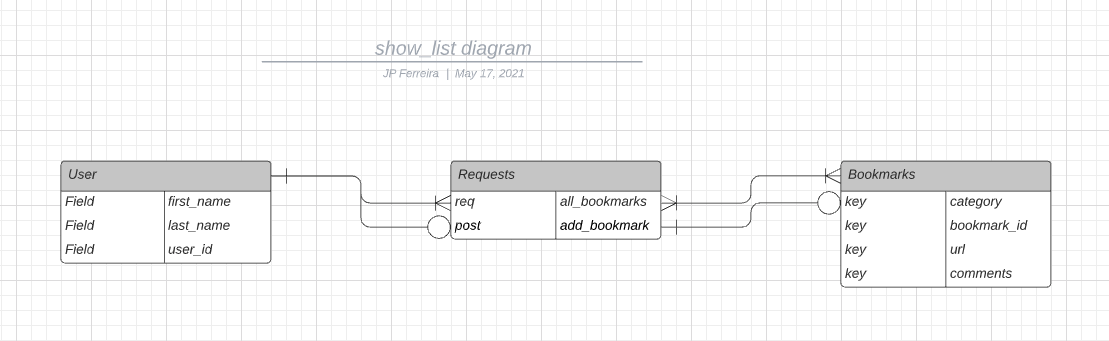 show_list diagram
JP Ferreira | May 17, 2021
User
Field first_name
Field last_name
Field user_id
Requests
req all_bookmarks
post add_bookmark
Bookmarks
key category
key bookmark_id
key url
key comments